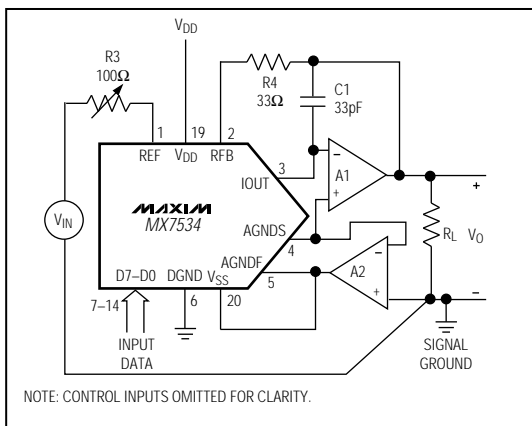 VDD
R3
100Ω
R4
33Ω
C1
33pF
1
19
2
REF
VDD
RFB
3
IOUT
−
A1
+
+
VIN
MAXIM
MX7534
AGNDS
4
−
RL
VO
AGNDF
5
A2
+
−
D7–D0
DGND
VSS
7–14
6
20
INPUT
DATA
SIGNAL
GROUND
NOTE: CONTROL INPUTS OMITTED FOR CLARITY.